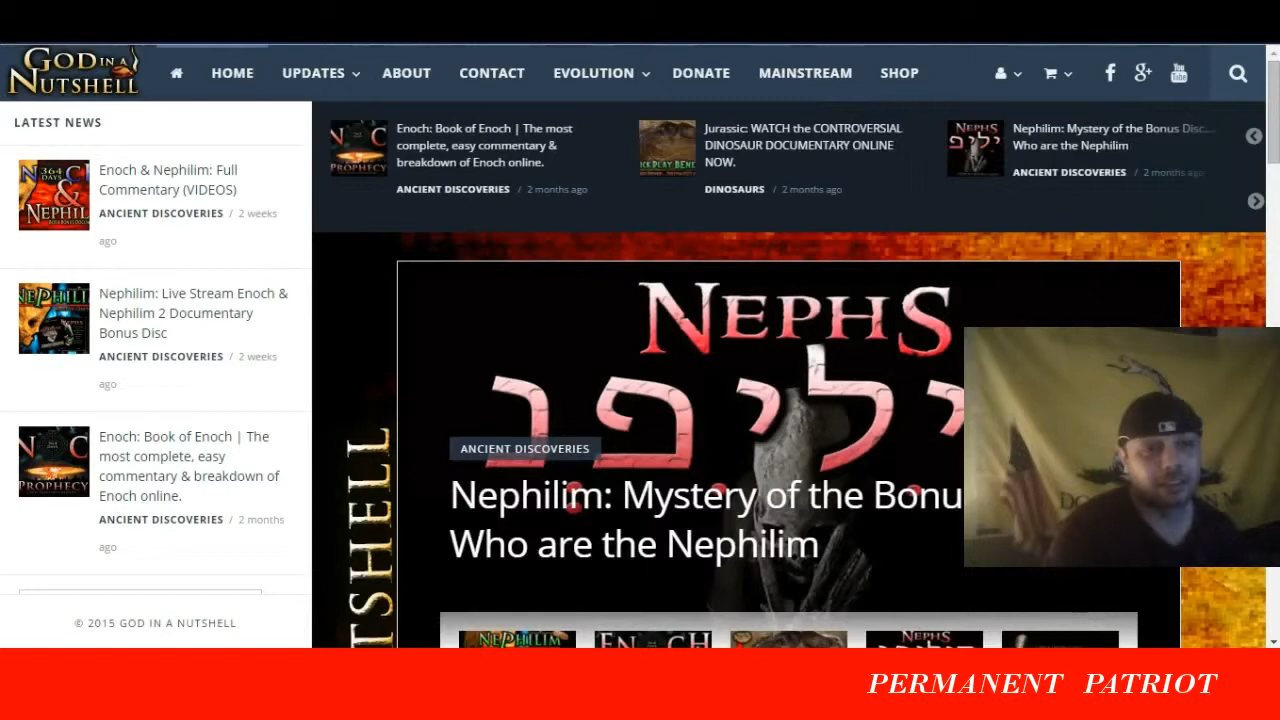 GOD IN A
NUTSHELL
HOME UPDATES ABOUT CONTACT EVOLUTION DONATE MAINSTREAM SHOP
You
Tube
LATEST NEWS
Enoch & Nephilim: Full
Commentary (VIDEOS)
ANCIENT DISCOVERIES / 2 weeks
ago
Nephilim: Live Stream Enoch &
Nephilim 2 Documentary
Bonus Disc
ANCIENT DISCOVERIES / 2 weeks
ago
Enoch: Book of Enoch | The
most complete, easy
commentary & breakdown of
Enoch online.
ANCIENT DISCOVERIES / 2 months
ago
© 2015 GOD IN A NUTSHELL
Enoch: Book of Enoch | The most
complete, easy commentary &
breakdown of Enoch online.
ANCIENT DISCOVERIES / 2 months ago
Jurassic: WATCH the CONTROVERSIAL
DINOSAUR DOCUMENTARY ONLINE
NOW.
DINOSAURS / 2 months ago
Nephilim: Mystery of the Bonus Disc...
Who are the Nephilim
ANCIENT DISCOVERIES / 2 months ago
NEPHS
ANCIENT DISCOVERIES
Nephilim: Mystery of the Bonu
Who are the Nephilim
TSHELL
NEPHILIM
NEPHS
PERMANENT PATRIOT